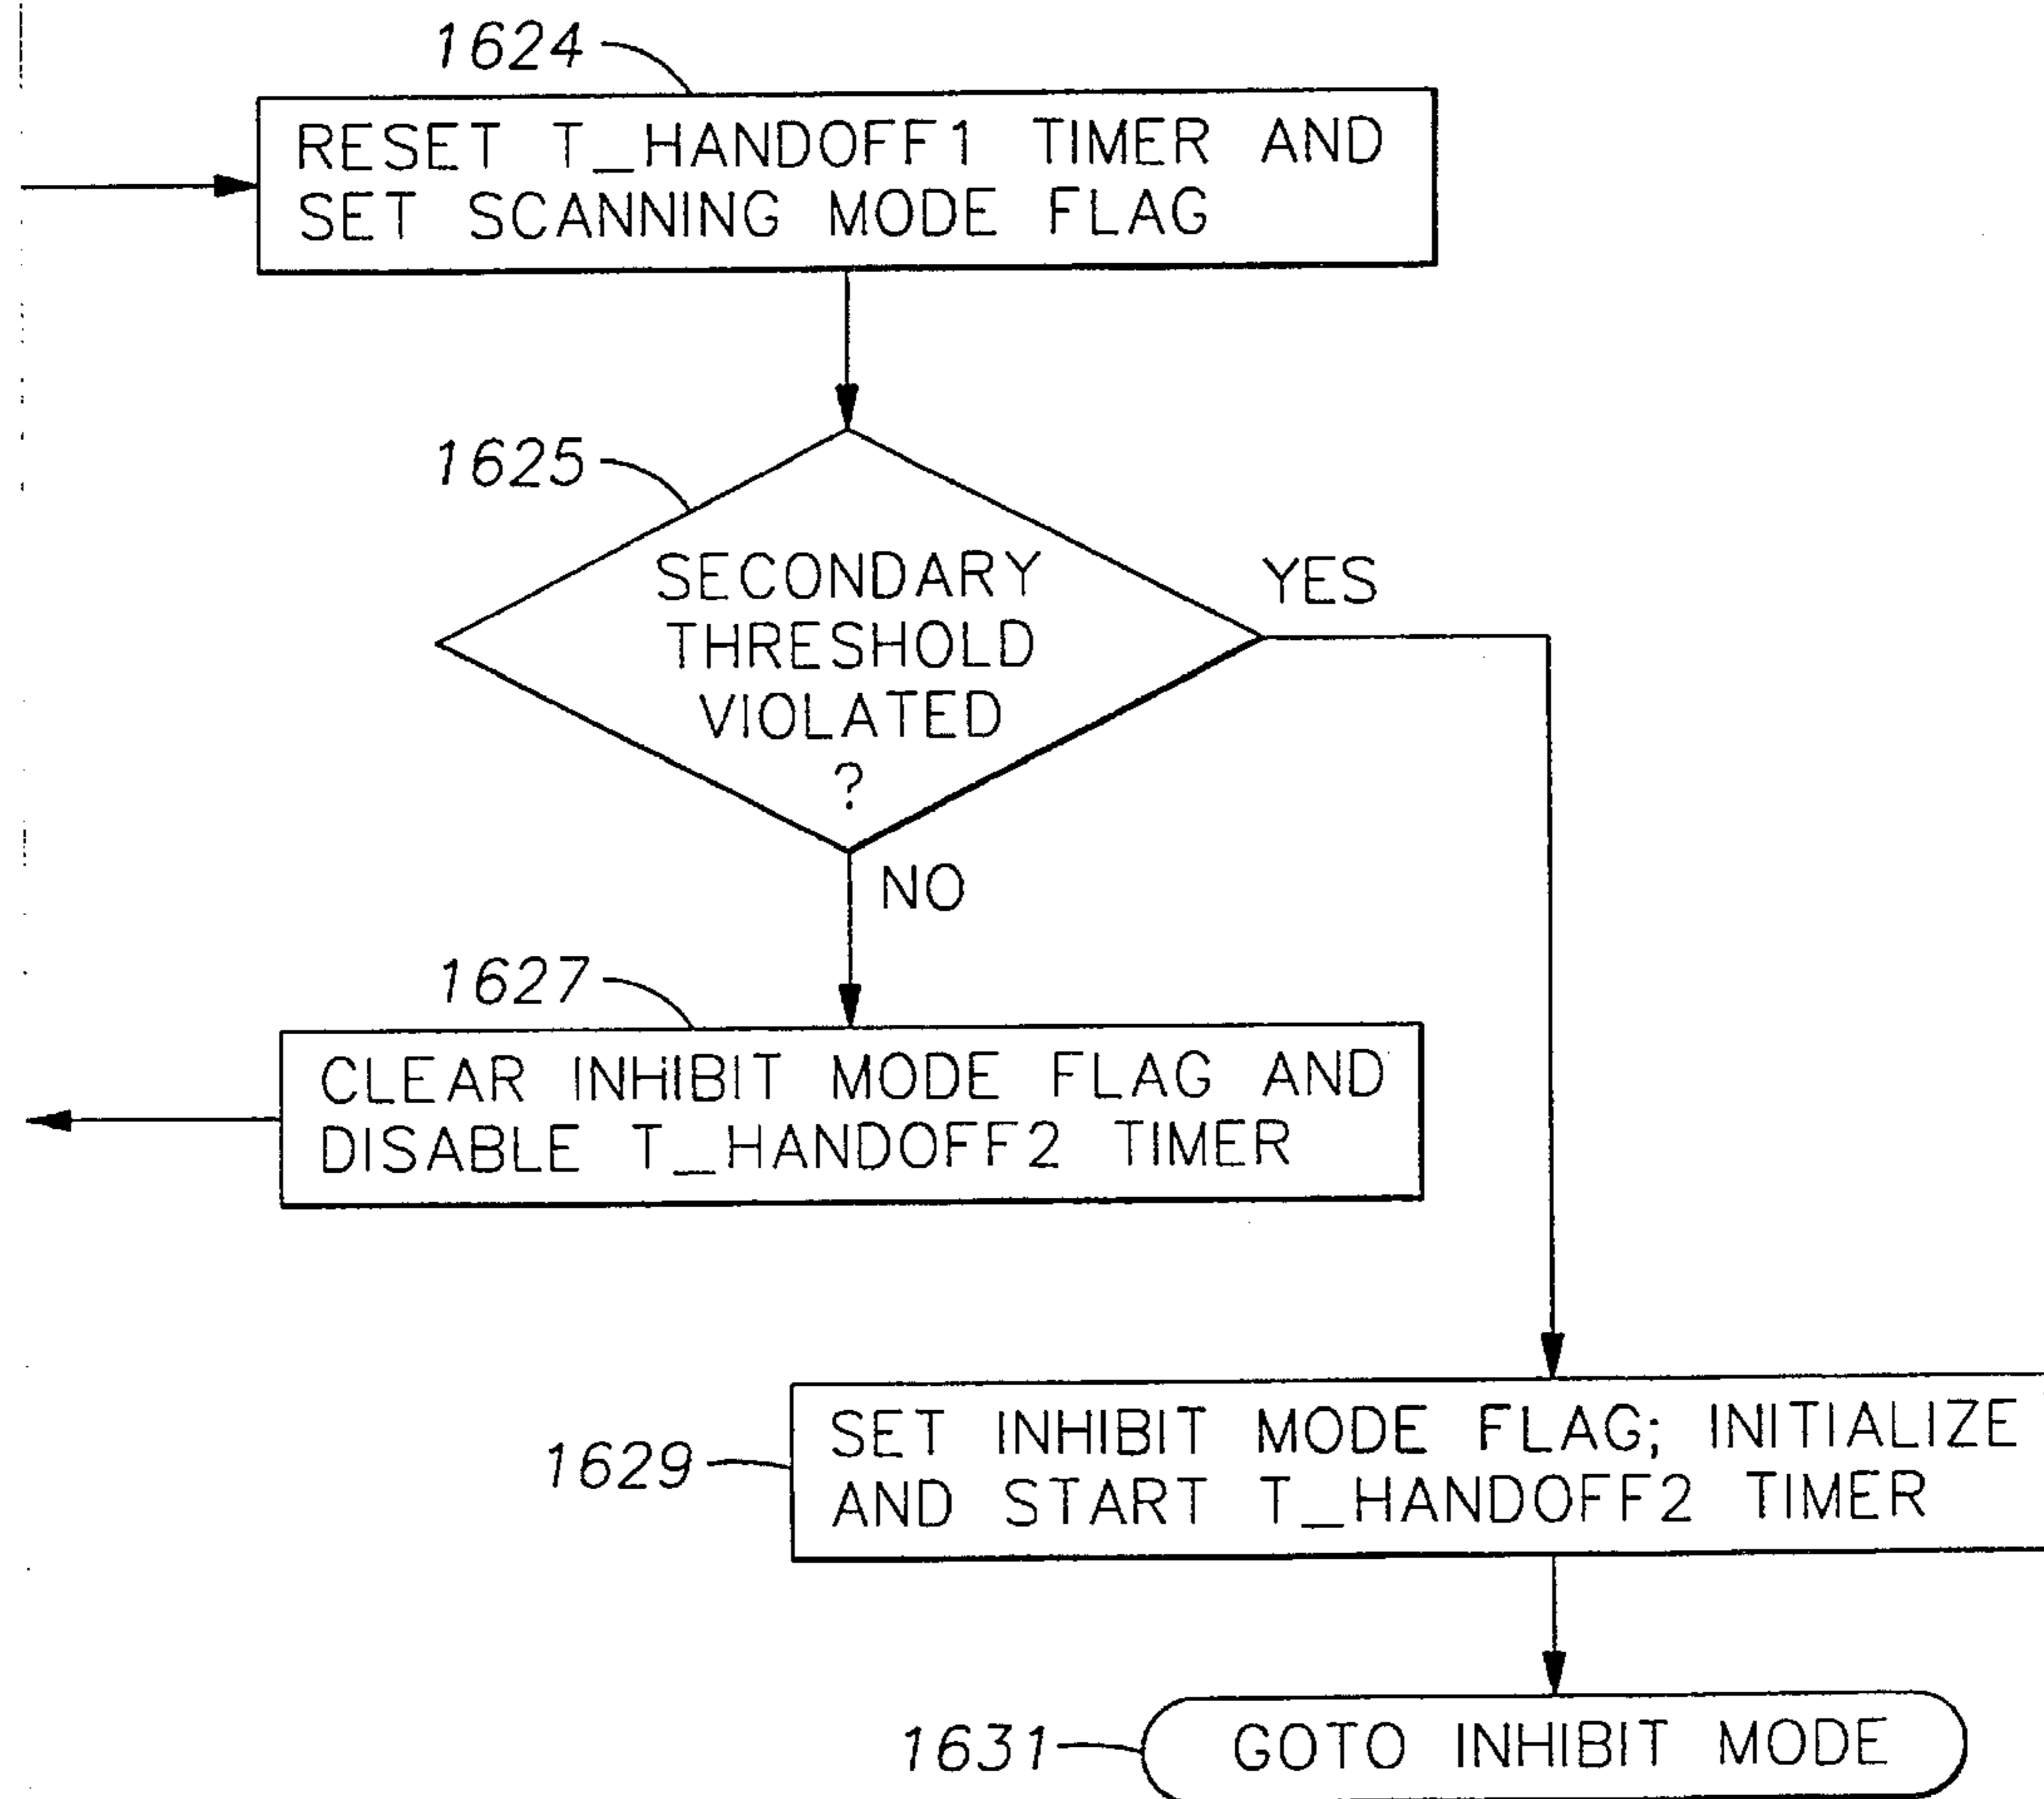 1624
RESET T_HANDOFF1 TIMER AND
SET SCANNING MODE FLAG
1625
SECONDARY
THRESHOLD
VIOLATED
?
YES
NO
1627
CLEAR INHIBIT MODE FLAG AND
DISABLE T_HANDOFF2 TIMER
1629
SET INHIBIT MODE FLAG; INITIALIZE
AND START T_HANDOFF2 TIMER
1631
GOTO INHIBIT MODE